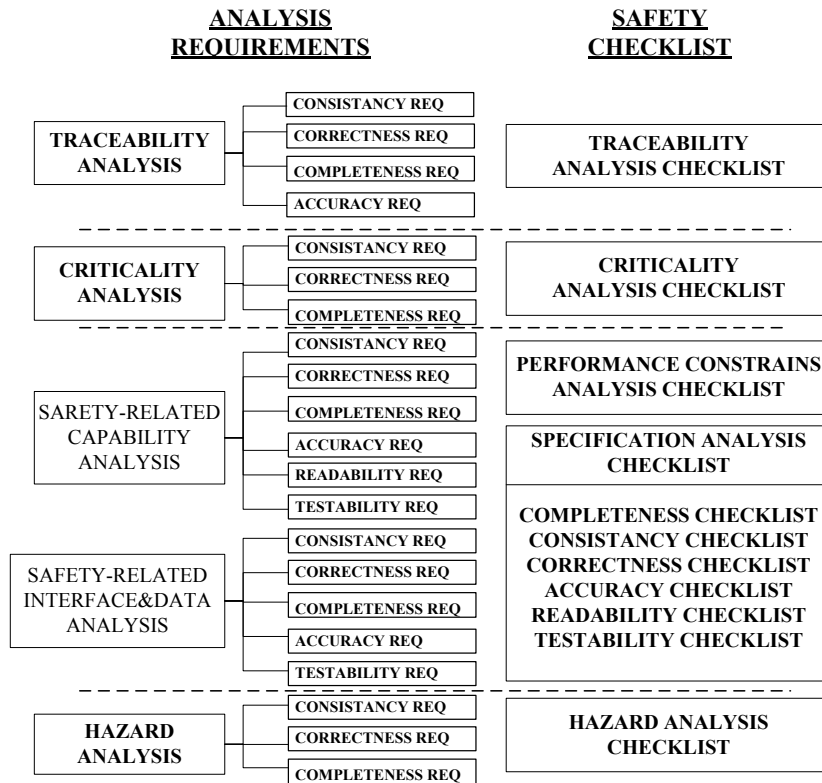 ANALYSIS
REQUIREMENTS
SAFETY
CHECKLIST
TRACEABILITY
ANALYSIS
CONSISTANCY REQ
CORRECTNESS REQ
COMPLETENESS REQ
ACCURACY REQ
TRACEABILITY
ANALYSIS CHECKLIST
CRITICALITY
ANALYSIS
CONSISTANCY REQ
CORRECTNESS REQ
COMPLETENESS REQ
CRITICALITY
ANALYSIS CHECKLIST
SARETY-RELATED
CAPABILITY
ANALYSIS
CONSISTANCY REQ
CORRECTNESS REQ
COMPLETENESS REQ
ACCURACY REQ
READABILITY REQ
TESTABILITY REQ
PERFORMANCE CONSTRAINS
ANALYSIS CHECKLIST
SAFETY-RELATED
INTERFACE&DATA
ANALYSIS
CONSISTANCY REQ
CORRECTNESS REQ
COMPLETENESS REQ
ACCURACY REQ
TESTABILITY REQ
SPECIFICATION ANALYSIS
CHECKLIST
COMPLETENESS CHECKLIST
CONSISTANCY CHECKLIST
CORRECTNESS CHECKLIST
ACCURACY CHECKLIST
READABILITY CHECKLIST
TESTABILITY CHECKLIST
HAZARD
ANALYSIS
CONSISTANCY REQ
CORRECTNESS REQ
COMPLETENESS REQ
HAZARD ANALYSIS
CHECKLIST